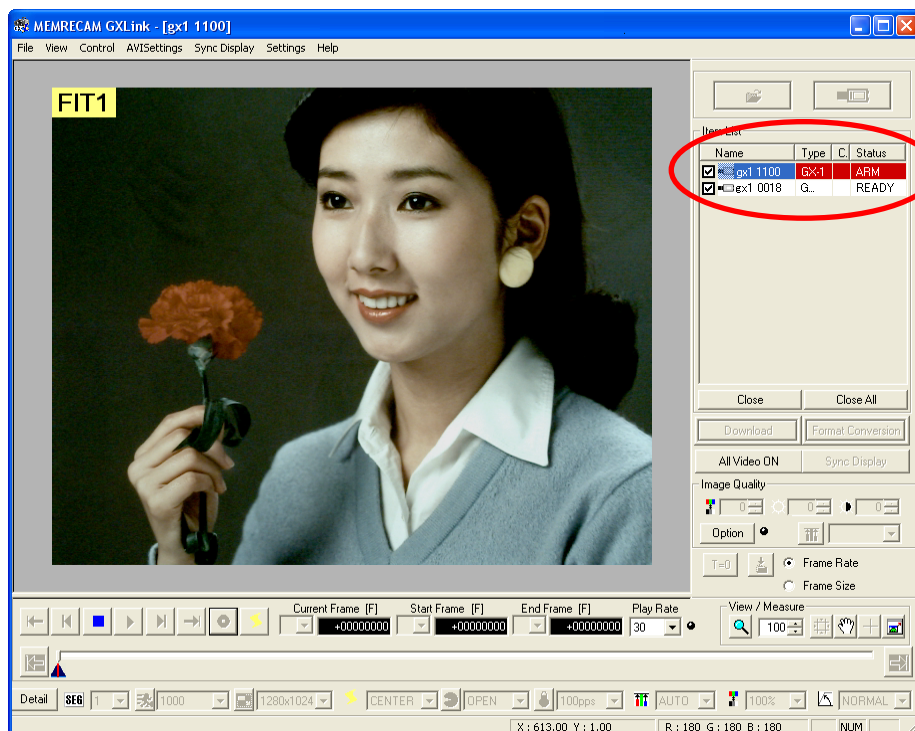 MEMRECAM GXLink - [gx1 1100]
File View Control AVISettings Sync Display Settings Help
FIT1
Item List
Name Type C. Status
gx1 1100 GX-1 ARM
gx1 0018 G... READY
Close Close All
Download Format Conversion
All Video ON Sync Display
Image Quality
0 0 0
Option
T=0 Frame Rate
Frame Size
Current Frame [F] Start Frame [F] End Frame [F] Play Rate View / Measure
+00000000 +00000000 +00000000 30 100
Detail SEG 1 1000 1280x1024 CENTER OPEN 100pps AUTO 100% NORMAL
X : 613.00 Y : 1.00 R : 180 G : 180 B : 180 NUM